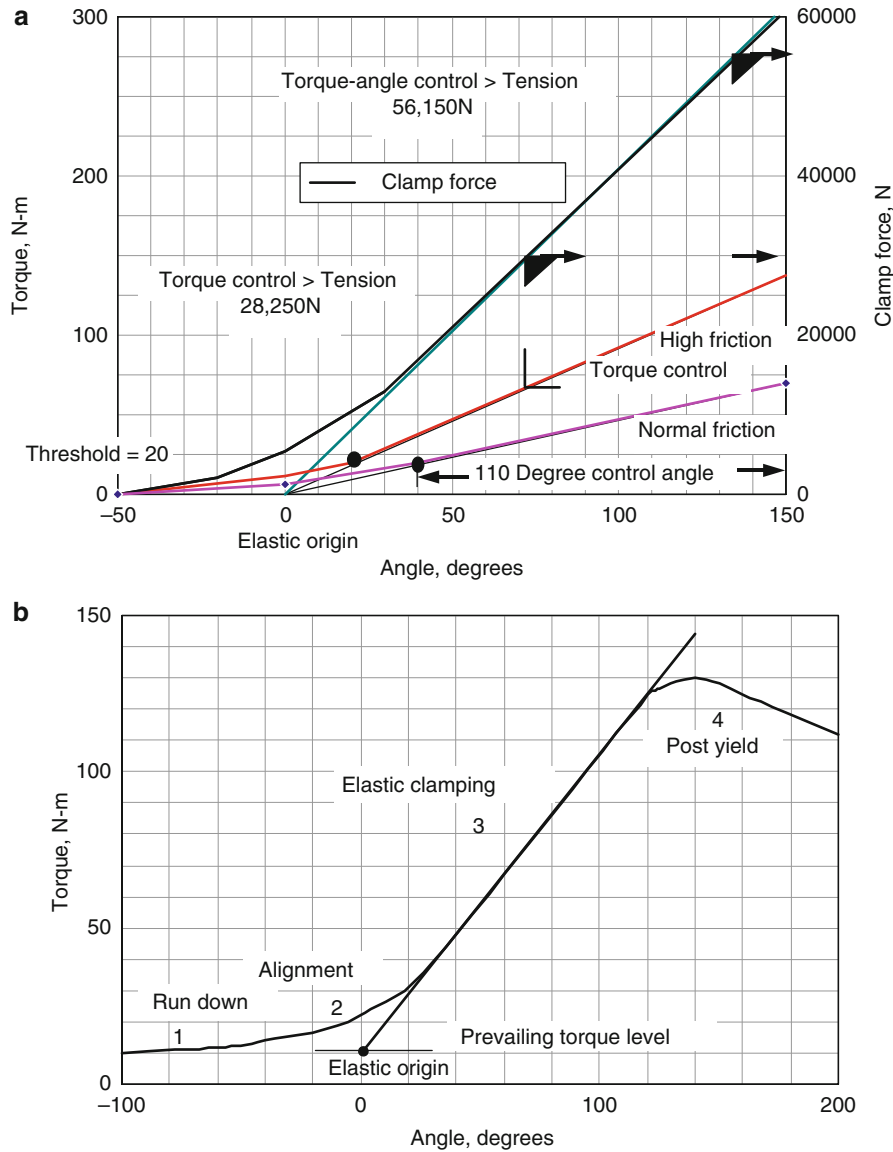 a
300
60000
Torque-angle control > Tension
56,150N
200
40000
Clamp force
Torque, N-m
Clamp force, N
Torque control > Tension
28,250N
100
20000
High friction
Torque control
Normal friction
Threshold = 20
110 Degree control angle
0
0
–50
0
50
100
150
Elastic origin
Angle, degrees
b
150
4
Post yield
100
Elastic clamping
3
Torque, N-m
50
Alignment
Run down
2
1
Prevailing torque level
Elastic origin
0
–100
0
100
200
Angle, degrees